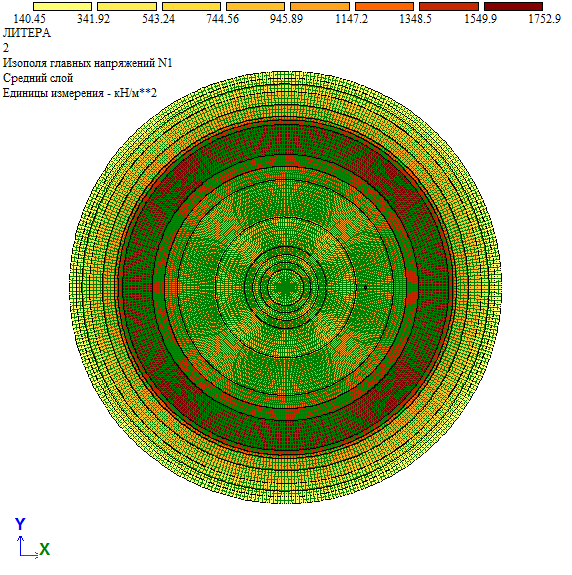 140.45 341.92 543.24 744.56 945.89 1147.2 1348.5 1549.9 1752.9
ЛИТЕРА
2
Изополя главных напряжений N1
Средний слой
Единицы измерения - кН/м**2
Y
X